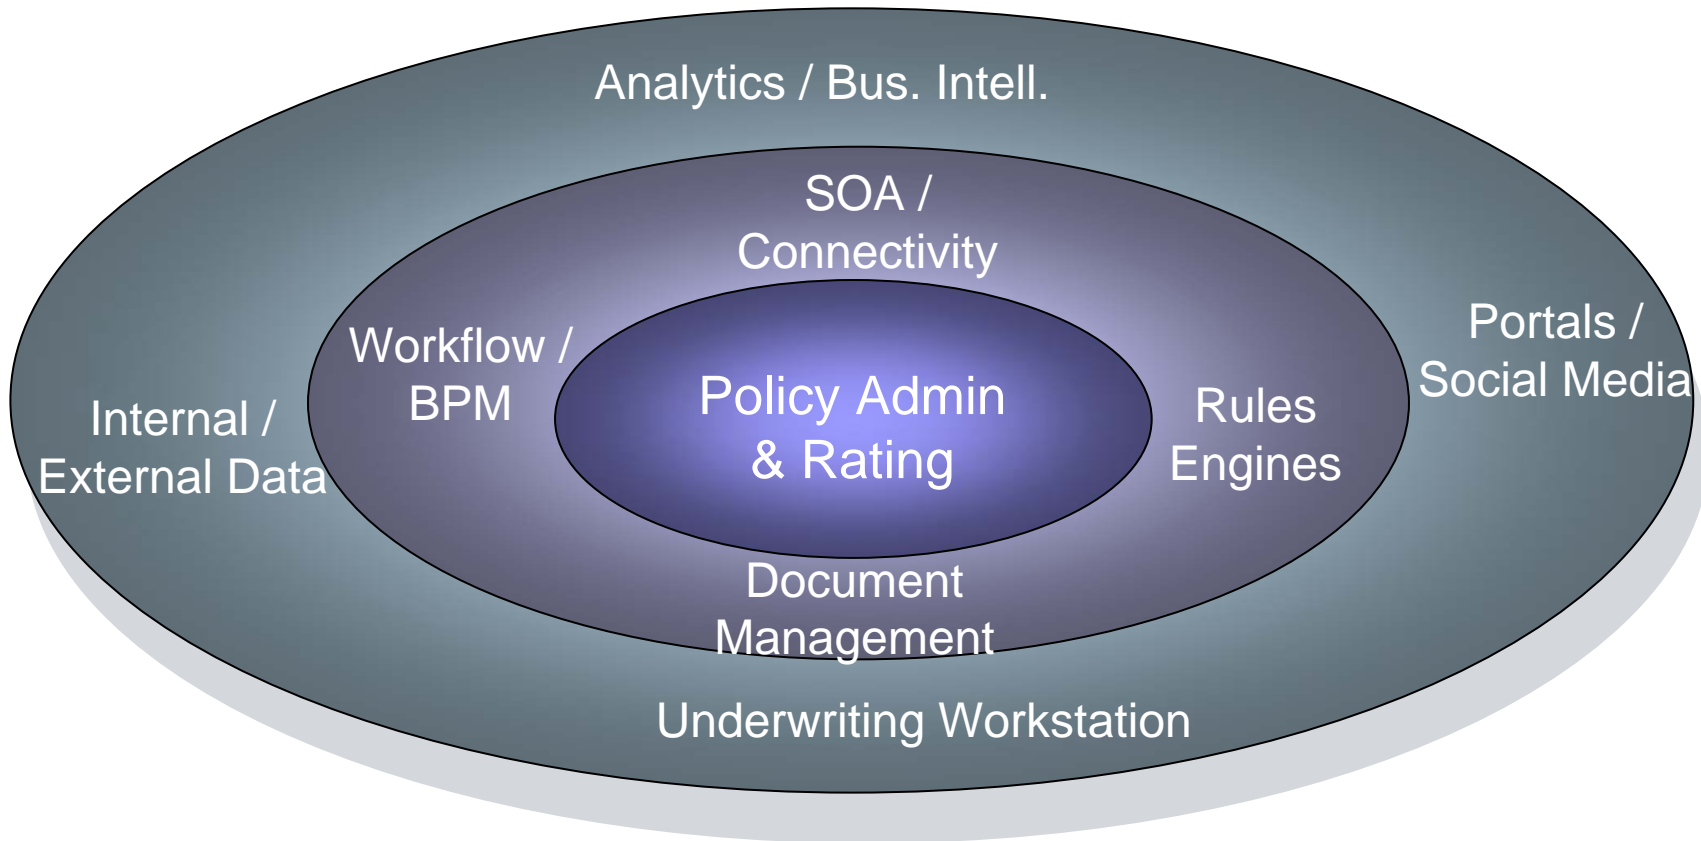 Analytics / Bus. Intell.
SOA /
Connectivity
Workflow /
BPM
Policy Admin
& Rating
Rules
Engines
Portals /
Social Media
Internal /
External Data
Document
Management
Underwriting Workstation